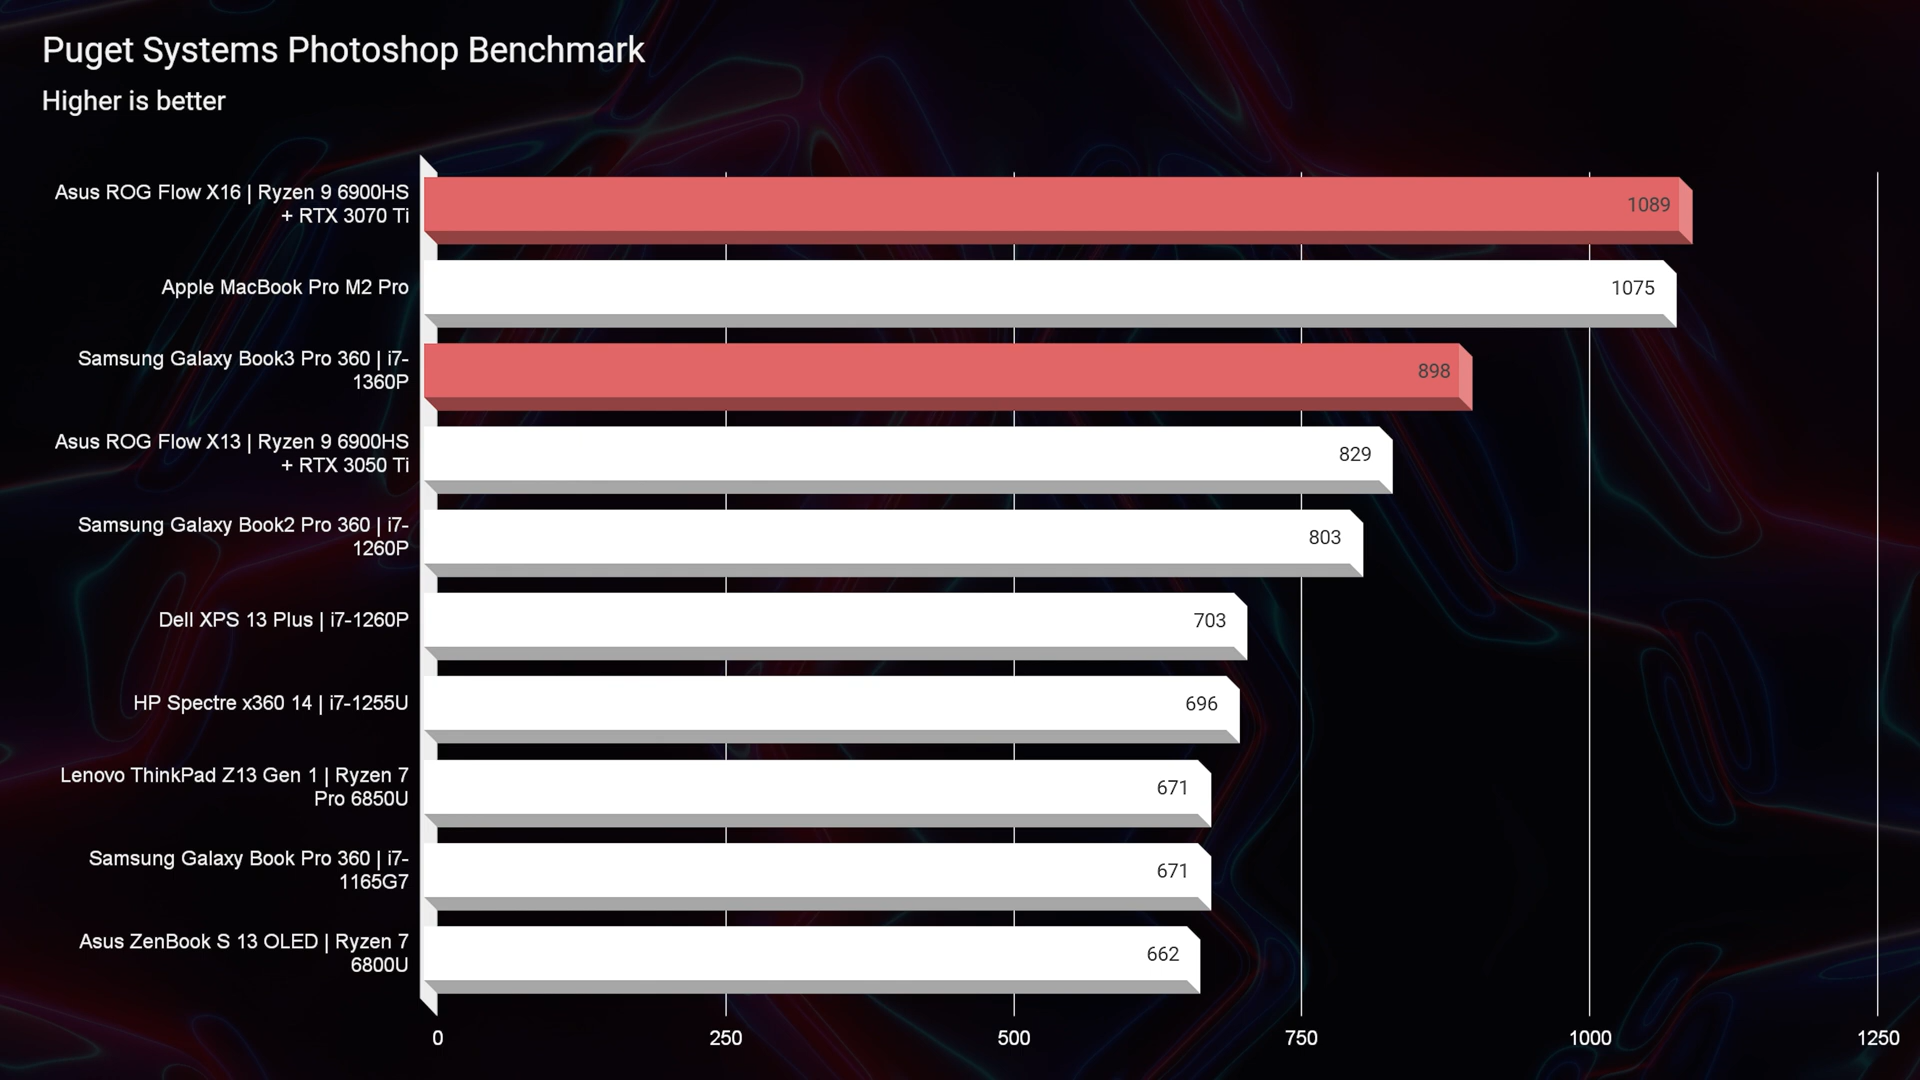 Puget Systems Photoshop Benchmark
Higher is better
Asus ROG Flow X16 | Ryzen 9 6900HS
+ RTX 3070 Ti
1089
Apple MacBook Pro M2 Pro
1075
Samsung Galaxy Book3 Pro 360 | i7-
1360P
898
Asus ROG Flow X13 | Ryzen 9 6900HS
+ RTX 3050 Ti
829
Samsung Galaxy Book2 Pro 360 | i7-
1260P
803
Dell XPS 13 Plus | i7-1260P
703
HP Spectre x360 14 | i7-1255U
696
Lenovo ThinkPad Z13 Gen 1 | Ryzen 7
Pro 6850U
671
Samsung Galaxy Book Pro 360 | i7-
1165G7
671
Asus ZenBook S 13 OLED | Ryzen 7
6800U
662
0 250 500 750 1000 1250